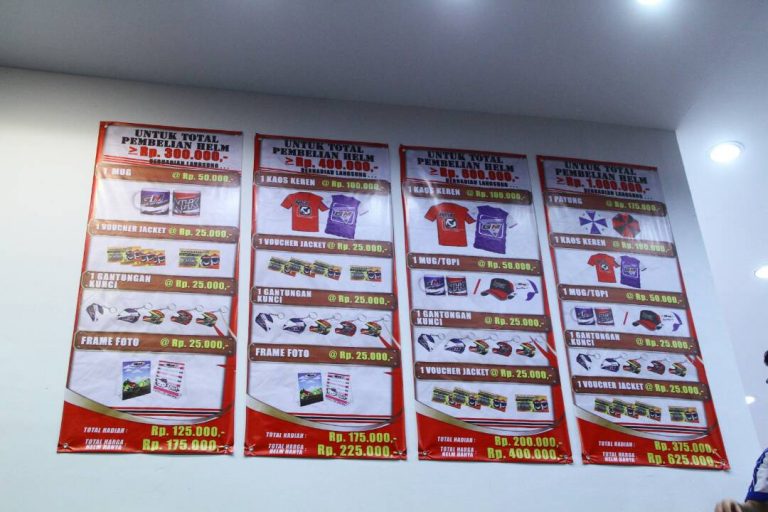 UNTUK TOTAL
PEMBELIAN HELM
≥ Rp. 300.000,-
BERHADIAH LANGSUNG
1 MUG @ Rp 50.000,-
1 VOUCHER JACKET @ Rp 25.000,-
1 GANTUNGAN
KUNCI @ Rp 25.000,-
FRAME FOTO @ Rp 25.000,-
TOTAL HADIAH : Rp 125.000,-
TOTAL HARGA
HELM HANYA : Rp 175.000,-
UNTUK TOTAL
PEMBELIAN HELM
≥ Rp. 400.000,-
BERHADIAH LANGSUNG
1 KAOS KEREN @ Rp 100.000,-
1 VOUCHER JACKET @ Rp 25.000,-
1 GANTUNGAN
KUNCI @ Rp 25.000,-
FRAME FOTO @ Rp 25.000,-
TOTAL HADIAH : Rp 175.000,-
TOTAL HARGA
HELM HANYA : Rp 225.000,-
UNTUK TOTAL
PEMBELIAN HELM
≥ Rp. 600.000,-
BERHADIAH LANGSUNG
1 KAOS KEREN @ Rp 100.000,-
1 MUG/TOPI @ Rp 50.000,-
1 GANTUNGAN
KUNCI @ Rp 25.000,-
1 VOUCHER JACKET @ Rp 25.000,-
TOTAL HADIAH : Rp 200.000,-
TOTAL HARGA
HELM HANYA : Rp 400.000,-
UNTUK TOTAL
PEMBELIAN HELM
≥ Rp. 1.000.000,-
BERHADIAH LANGSUNG
1 PAYUNG @ Rp 175.000,-
1 KAOS KEREN @ Rp 100.000,-
1 MUG/TOPI @ Rp 50.000,-
1 GANTUNGAN
KUNCI @ Rp 25.000,-
1 VOUCHER JACKET @ Rp 25.000,-
TOTAL HADIAH : Rp 375.000,-
TOTAL HARGA
HELM HANYA : Rp 625.000,-